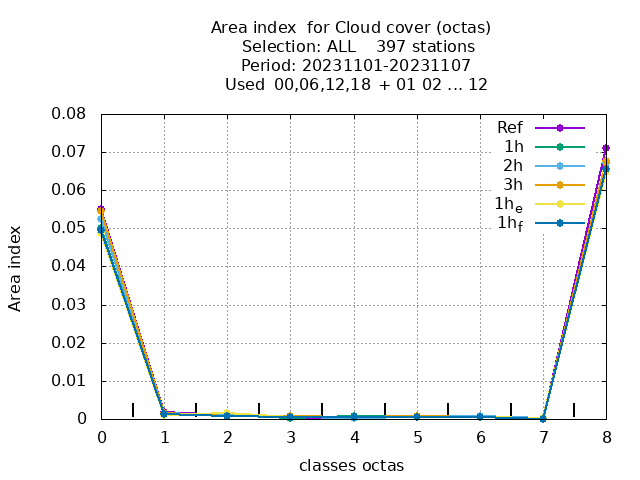 Area index  for Cloud cover (octas)
Selection: ALL    397 stations
Period: 20231101-20231107
Used  00,06,12,18 + 01 02 ... 12
0.08
0.07
0.06
0.05
0.04
0.03
0.02
0.01
0
Area index
Ref
1h
2h
3h
1h_e
1h_f
0 1 2 3 4 5 6 7 8
classes octas